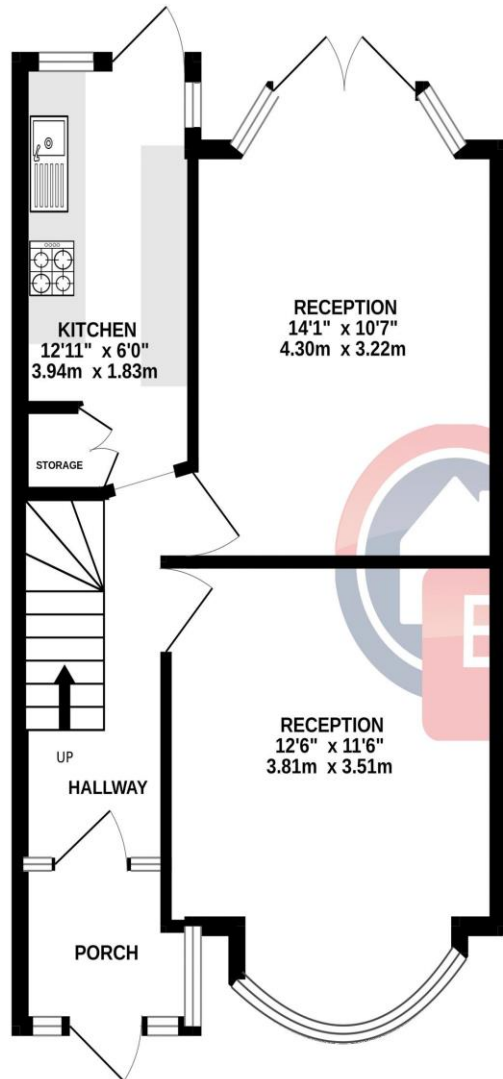 RECEPTION
14'1" x 10'7"
4.30m x 3.22m
KITCHEN
12'11" x 6'0"
3.94m x 1.83m
STORAGE
RECEPTION
12'6" x 11'6"
3.81m x 3.51m
UP
HALLWAY
PORCH
E